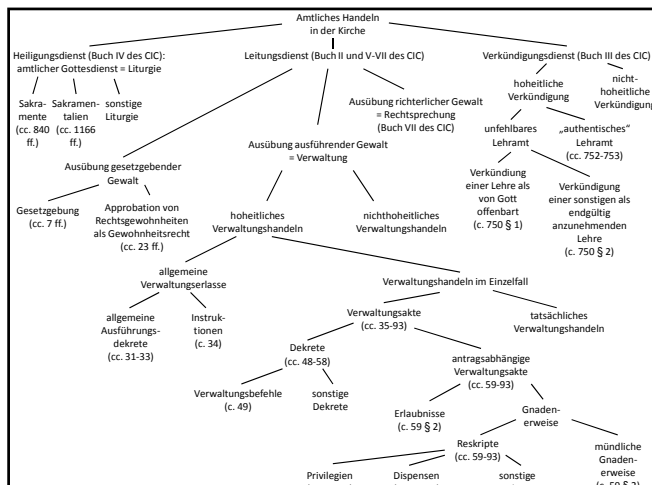 Amtliches Handeln
in der Kirche
Heiligungsdienst (Buch IV des CIC):
amtlicher Gottesdienst = Liturgie
Leitungsdienst (Buch II und V-VII des CIC)
Verkündigungsdienst (Buch III des CIC)
Sakra-
mente
(cc. 840
ff.)
Sakramen-
talien
(cc. 1166
ff.)
sonstige
Liturgie
Ausübung richterlicher Gewalt
= Rechtsprechung
(Buch VII des CIC)
hoheitliche
Verkündigung
nicht-
hoheitliche
Verkündigung
unfehlbares
Lehramt
„authentisches“
Lehramt
(cc. 752-753)
Ausübung gesetzgebender
Gewalt
Ausübung ausführender Gewalt
= Verwaltung
Verkündung
einer Lehre als
von Gott
offenbart
(c. 750 § 1)
Verkündigung
einer sonstigen als
endgültig
anzunehmenden
Lehre
(c. 750 § 2)
Gesetzgebung
(cc. 7 ff.)
Approbation von
Rechtsgewohnheiten
als Gewohnheitsrecht
(cc. 23 ff.)
hoheitliches
Verwaltungshandeln
nichthoheitliches
Verwaltungshandeln
allgemeine
Verwaltungserlasse
Verwaltungshandeln im Einzelfall
allgemeine
Ausführungs-
dekrete
(cc. 31-33)
Instruk-
tionen
(c. 34)
Verwaltungsakte
(cc. 35-93)
tatsächliches
Verwaltungshandeln
Dekrete
(cc. 48-58)
antragsabhängige
Verwaltungsakte
(cc. 59-93)
Verwaltungsbefehle
(c. 49)
sonstige
Dekrete
Erlaubnisse
(c. 59 § 2)
Gnaden-
erweise
Reskripte
(cc. 59-93)
mündliche
Gnaden-
erweise
Privilegien
Dispensen
sonstige